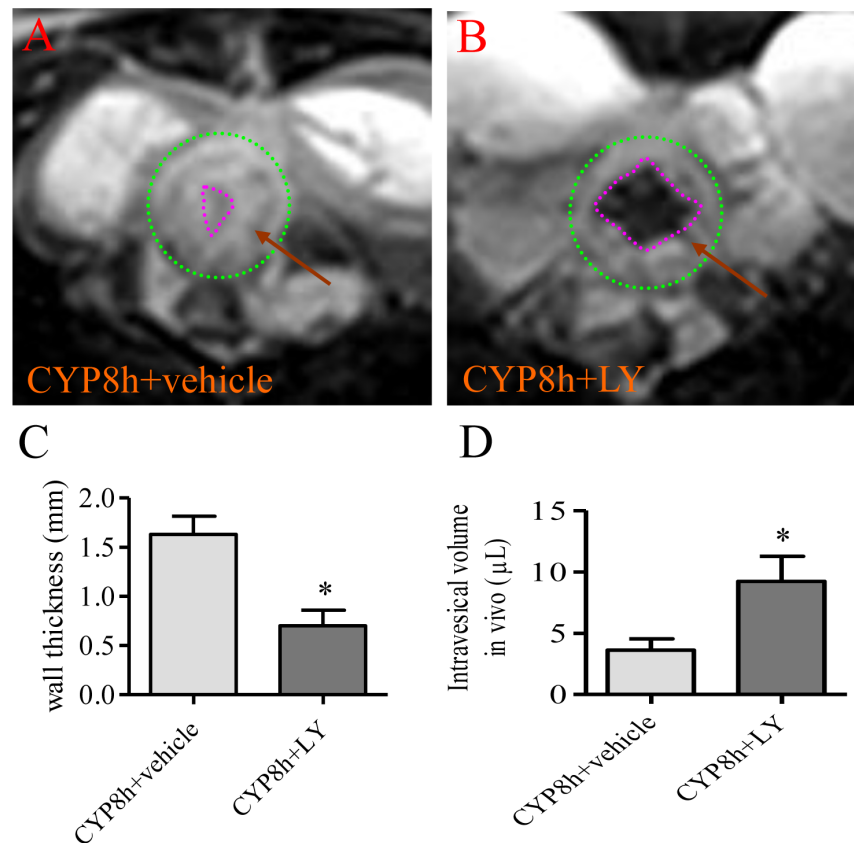 A
B
CYP8h+vehicle
CYP8h+LY
C
D
wall thickness (mm)
2.0
1.5
1.0
0.5
0.0
*
CYP8h+vehicle
CYP8h+LY
Intravesical volume
in vivo (µL)
15
10
5
0
*
CYP8h+vehicle
CYP8h+LY